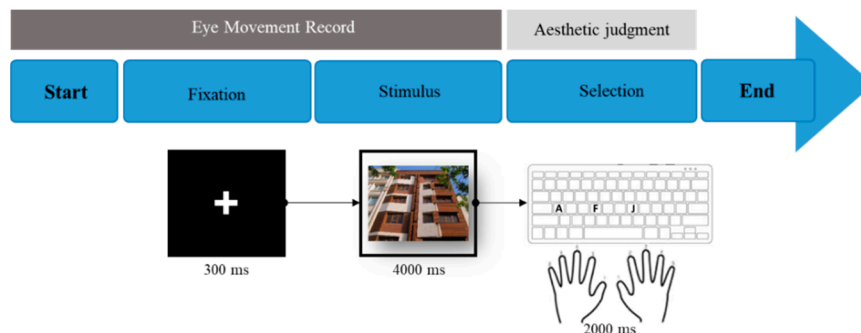 Eye Movement Record
Aesthetic judgment
Start
Fixation
Stimulus
Selection
End
A F J
300 ms
4000 ms
2000 ms